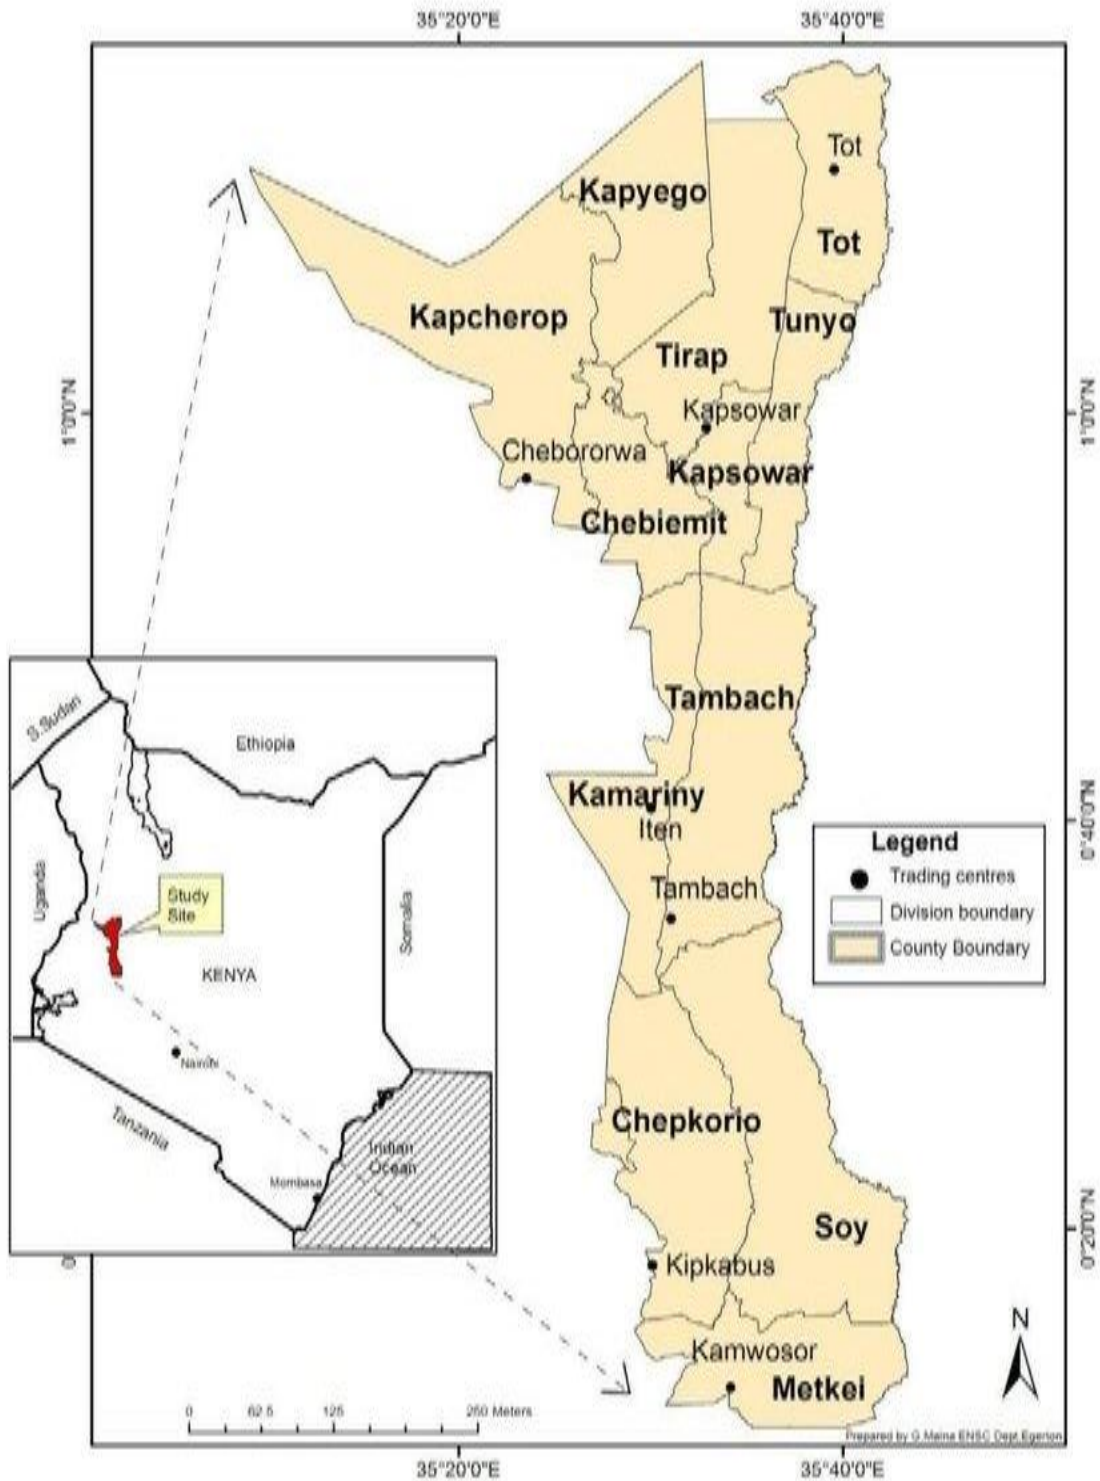 35°20'0"E
35°40'0"E
Tot
Kapyego
Tot
Kapcherop
Tunyo
Tirap
1°0'0"N
1°0'0"N
Kapsowar
Chebororwa
Kapsowar
Chebiemit
Tambach
S.Sudan
Ethiopia
Kamariny
Iten
0°40'0"N
Legend
Trading centres
Division boundary
County Boundary
Tambach
Uganda
Study
Site
Somalia
KENYA
Nairobi
Tanzania
Chepkorio
Indian
Ocean
Mombasa
Soy
0°20'0"N
Kipkabus
N
Kamwosor
Metkei
0 62.5 125 250 Meters
Prepared by G.Maina ENSC Dept.Egerton
35°20'0"E
35°40'0"E